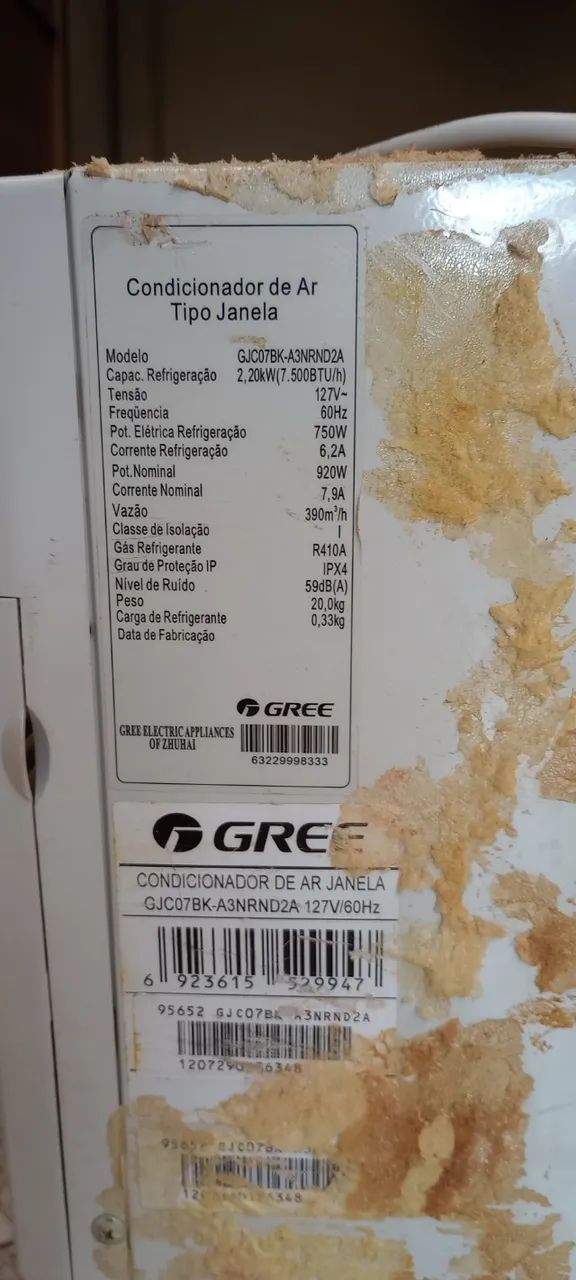 Condicionador de Ar
Tipo Janela
Modelo GJC07BK-A3NRND2A
Capac. Refrigeração 2,20kW(7.500BTU/h)
Tensão 127V~
Freqüencia 60Hz
Pot. Elétrica Refrigeração 750W
Corrente Refrigeração 6,2A
Pot.Nominal 920W
Corrente Nominal 7,9A
Vazão 390m³/h
Classe de Isolação I
Gás Refrigerante R410A
Grau de Proteção IP IPX4
Nível de Ruído 59dB(A)
Peso 20,0kg
Carga de Refrigerante 0,33kg
Data de Fabricação
GREE
GREE ELECTRIC APPLIANCES
OF ZHUHAI
63229998333
GREE
CONDICIONADOR DE AR JANELA
GJC07BK-A3NRND2A 127V/60Hz
6 923615 529947
95652 GJC07BK A3NRND2A